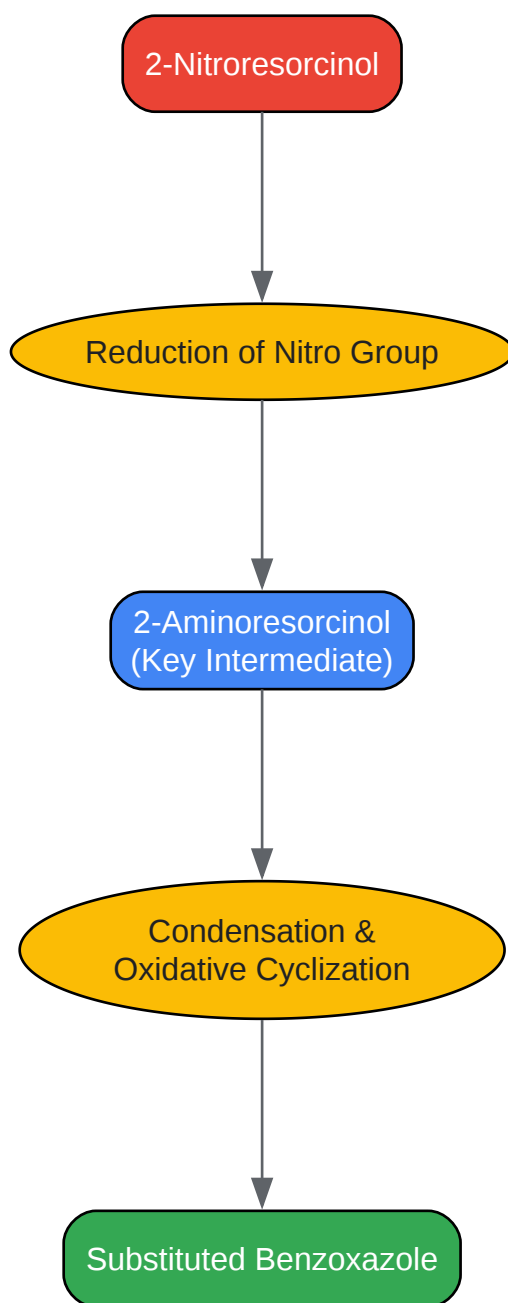 2-Nitroresorcinol
Reduction of Nitro Group
2-Aminoresorcinol
(Key Intermediate)
Condensation &
Oxidative Cyclization
Substituted Benzoxazole